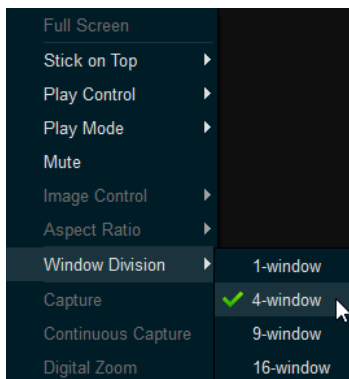 Full Screen
Stick on Top
Play Control
Play Mode
Mute
Image Control
Aspect Ratio
Window Division
1-window
Capture
4-window
Continuous Capture
9-window
Digital Zoom
16-window